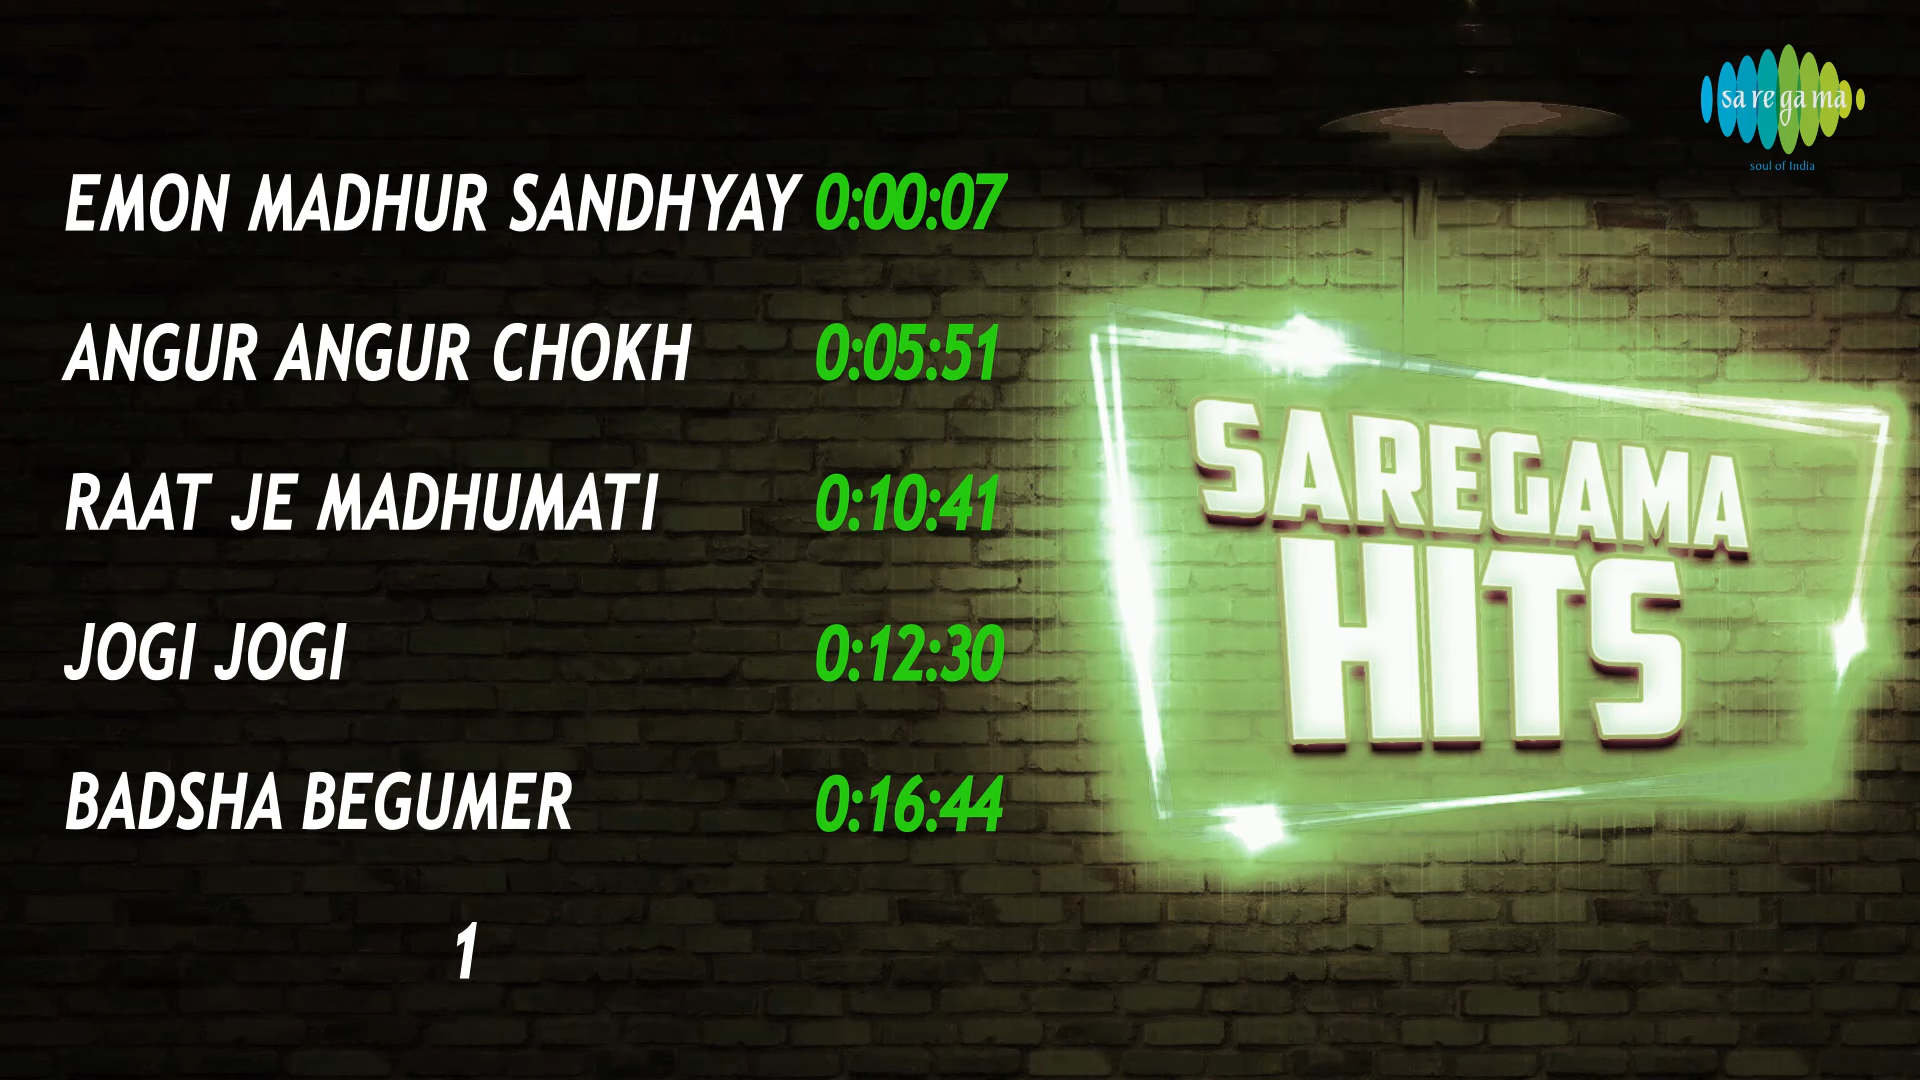 sa re ga ma
soul of India
EMON MADHUR SANDHYAY 0:00:07
ANGUR ANGUR CHOKH 0:05:51
RAAT JE MADHUMATI 0:10:41
JOGI JOGI 0:12:30
BADSHA BEGUMER 0:16:44
1
SAREGAMA
HITS